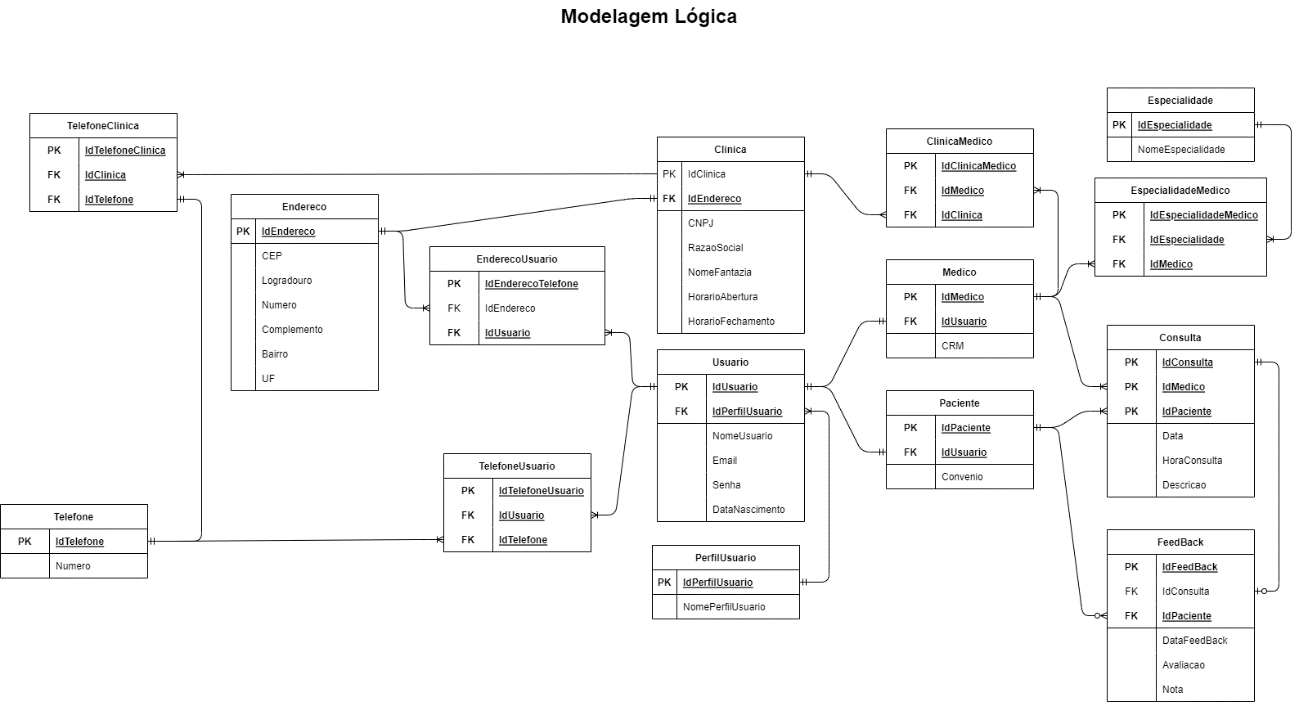 Modelagem Lógica
TelefoneClinica
PK IdTelefoneClinica
FK IdClinica
FK IdTelefone
Endereco
PK IdEndereco
CEP
Logradouro
Numero
Complemento
Bairro
UF
EnderecoUsuario
PK IdEnderecoTelefone
FK IdEndereco
FK IdUsuario
Clinica
PK IdClinica
FK IdEndereco
CNPJ
RazaoSocial
NomeFantazia
HorarioAbertura
HorarioFechamento
ClinicaMedico
PK IdClinicaMedico
FK IdMedico
FK IdClinica
Especialidade
PK IdEspecialidade
NomeEspecialidade
EspecialidadeMedico
PK IdEspecialidadeMedico
FK IdEspecialidade
FK IdMedico
Medico
PK IdMedico
FK IdUsuario
CRM
Usuario
PK IdUsuario
FK IdPerfilUsuario
NomeUsuario
Email
Senha
DataNascimento
Paciente
PK IdPaciente
FK IdUsuario
Convenio
Consulta
PK IdConsulta
PK IdMedico
PK IdPaciente
Data
HoraConsulta
Descricao
TelefoneUsuario
PK IdTelefoneUsuario
FK IdUsuario
FK IdTelefone
Telefone
PK IdTelefone
Numero
PerfilUsuario
PK IdPerfilUsuario
NomePerfilUsuario
FeedBack
PK IdFeedBack
FK IdConsulta
FK IdPaciente
DataFeedBack
Avaliacao
Nota